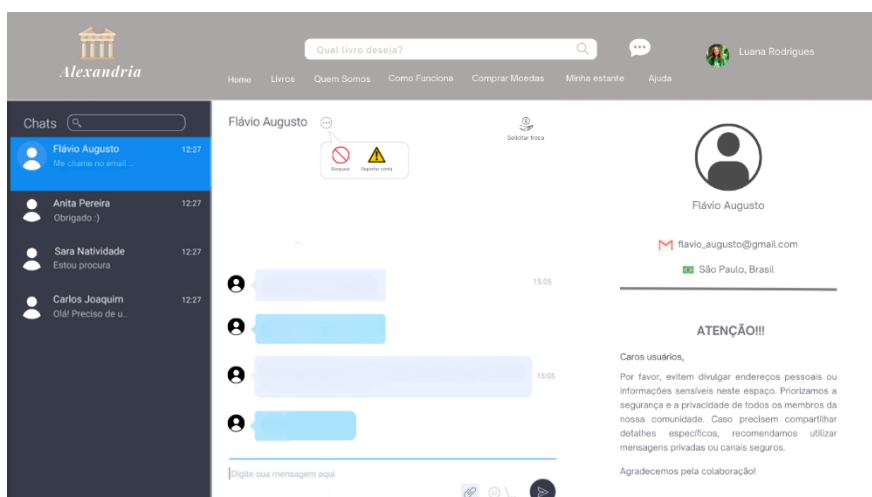 Alexandria
Qual livro deseja?
Luana Rodrigues
Home Livros Quem Somos Como Funciona Comprar Moedas Minha estante Ajuda
Chats
Flávio Augusto 12:27
Me chame no email ...
Anita Pereira 12:27
Obrigado :)
Sara Natividade 12:27
Estou procura
Carlos Joaquim 12:27
Olá! Preciso de u..
Flávio Augusto
Solicitar troca
Bloquear Reportar conta
15:05
15:05
Digite sua mensagem aqui
Flávio Augusto
flavio_augusto@gmail.com
São Paulo, Brasil
ATENÇÃO!!!
Caros usuários,
Por favor, evitem divulgar endereços pessoais ou
informações sensíveis neste espaço. Priorizamos a
segurança e a privacidade de todos os membros da
nossa comunidade. Caso precisem compartilhar
detalhes específicos, recomendamos utilizar
mensagens privadas ou canais seguros.
Agradecemos pela colaboração!